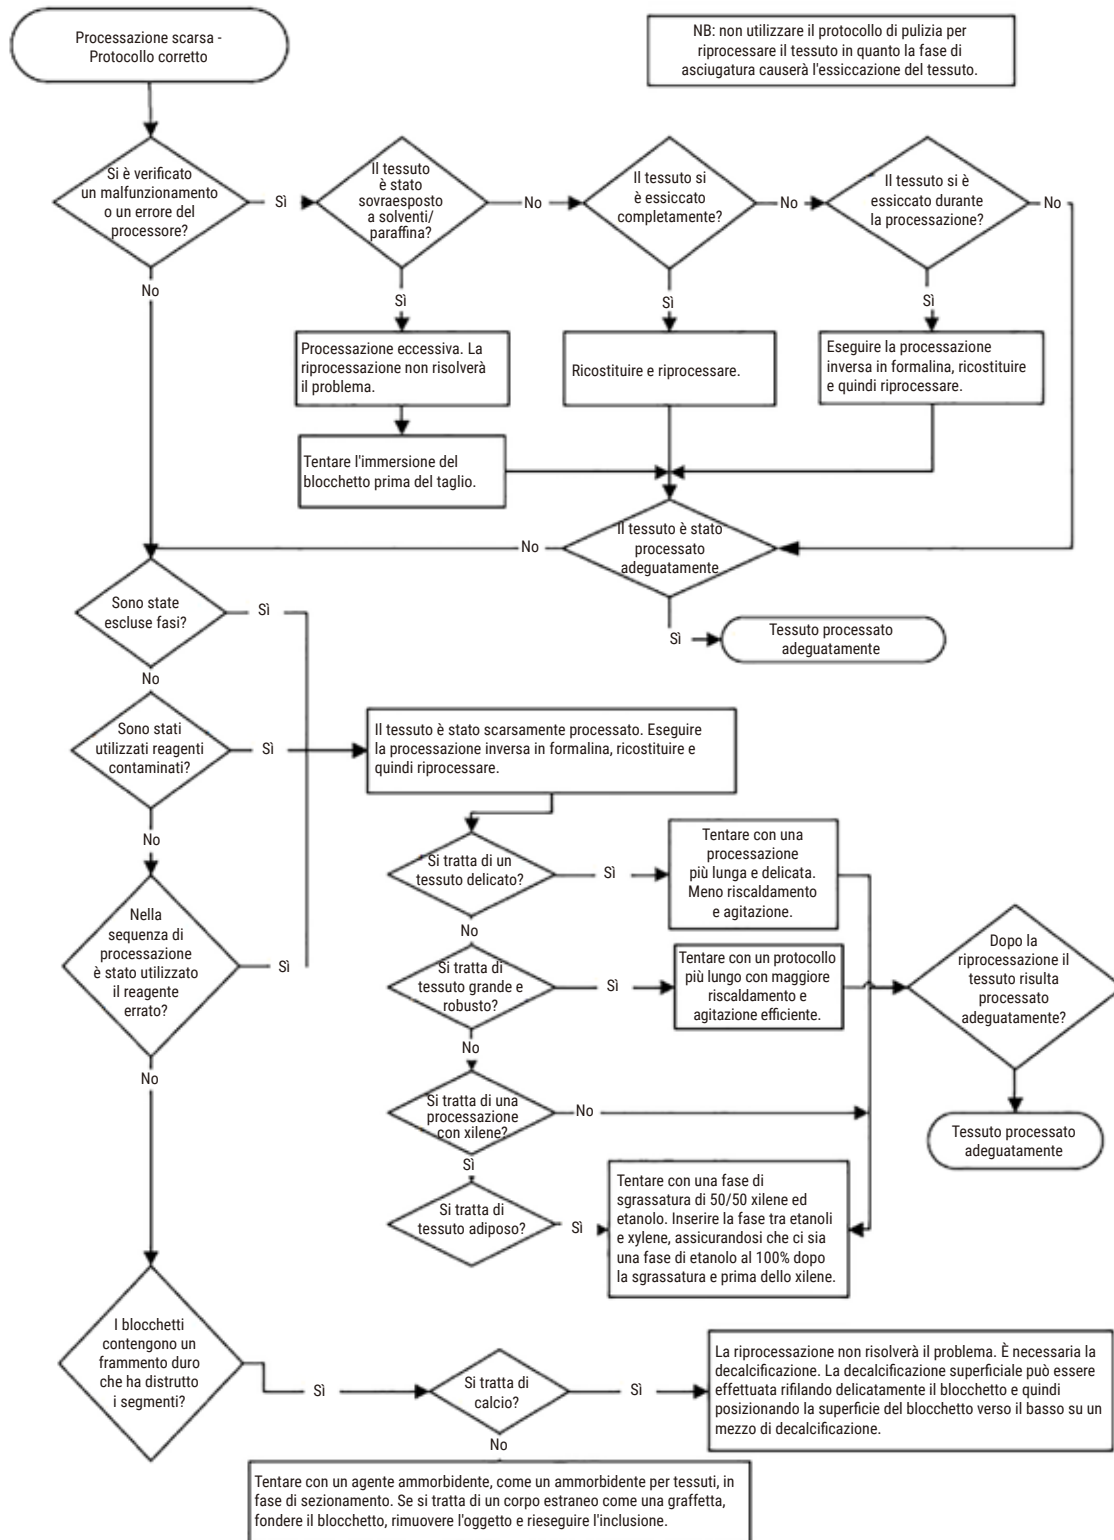 Processazione scarsa -
Protocollo corretto
NB: non utilizzare il protocollo di pulizia per
riprocessare il tessuto in quanto la fase di
asciugatura causerà l'essiccazione del tessuto.
Si è verificato
un malfunzionamento
o un errore del
processore?
Sì
Il tessuto
è stato
sovraesposto
a solventi/
paraffina?
No
Il tessuto si
è essiccato
completamente?
No
Il tessuto si è
essiccato durante
la processazione?
No
No
Sì
Sì
Sì
Processazione eccessiva. La
riprocessazione non risolverà
il problema.
Ricostituire e riprocessare.
Eseguire la processazione
inversa in formalina, ricostituire
e quindi riprocessare.
Tentare l'immersione del
blocchetto prima del taglio.
Il tessuto è stato
processato
adeguatamente
No
Sì
Tessuto processato
adeguatamente
Sono state
escluse fasi?
Sì
No
Sono stati
utilizzati reagenti
contaminati?
Sì
Il tessuto è stato scarsamente processato. Eseguire
la processazione inversa in formalina, ricostituire e
quindi riprocessare.
No
Nella
sequenza di
processazione
è stato utilizzato
il reagente
errato?
Sì
No
Si tratta di un
tessuto delicato?
Sì
Tentare con una
processazione
più lunga e delicata.
Meno riscaldamento
e agitazione.
No
Si tratta di
tessuto grande e
robusto?
Sì
Tentare con un protocollo
più lungo con maggiore
riscaldamento e
agitazione efficiente.
Dopo la
riprocessazione il
tessuto risulta
processato
adeguatamente?
No
Si tratta di una
processazione
con xilene?
No
Tessuto processato
adeguatamente
Sì
Si tratta di
tessuto adiposo?
Sì
Tentare con una fase di
sgrassatura di 50/50 xilene ed
etanolo. Inserire la fase tra etanoli
e xylene, assicurandosi che ci sia
una fase di etanolo al 100% dopo
la sgrassatura e prima dello xilene.
I blocchetti
contengono un
frammento duro
che ha distrutto
i segmenti?
Sì
Si tratta di
calcio?
Sì
La riprocessazione non risolverà il problema. È necessaria la
decalcificazione. La decalcificazione superficiale può essere
effettuata rifilando delicatamente il blocchetto e quindi
posizionando la superficie del blocchetto verso il basso su un
mezzo di decalcificazione.
No
Tentare con un agente ammorbidente, come un ammorbidente per tessuti, in
fase di sezionamento. Se si tratta di un corpo estraneo come una graffetta,
fondere il blocchetto, rimuovere l'oggetto e rieseguire l'inclusione.